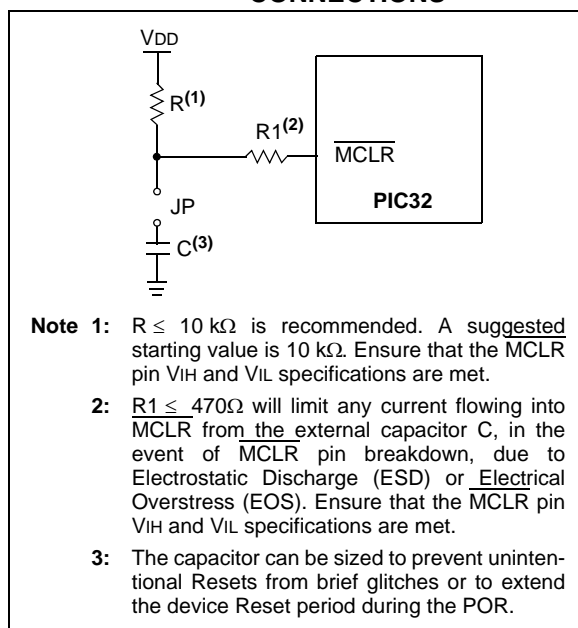 CONNECTIONS
VDD
R(1)
R1(2)
MCLR
JP
PIC32
C(3)
Note 1: R ≤ 10 kΩ is recommended. A suggested
starting value is 10 kΩ. Ensure that the MCLR
pin VIH and VIL specifications are met.
2: R1 ≤ 470Ω will limit any current flowing into
MCLR from the external capacitor C, in the
event of MCLR pin breakdown, due to
Electrostatic Discharge (ESD) or Electrical
Overstress (EOS). Ensure that the MCLR pin
VIH and VIL specifications are met.
3: The capacitor can be sized to prevent uninten-
tional Resets from brief glitches or to extend
the device Reset period during the POR.